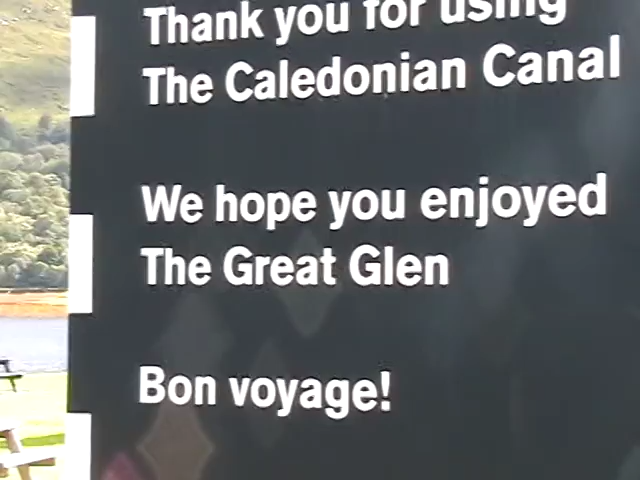 Thank you for using
The Caledonian Canal
We hope you enjoyed
The Great Glen
Bon voyage!